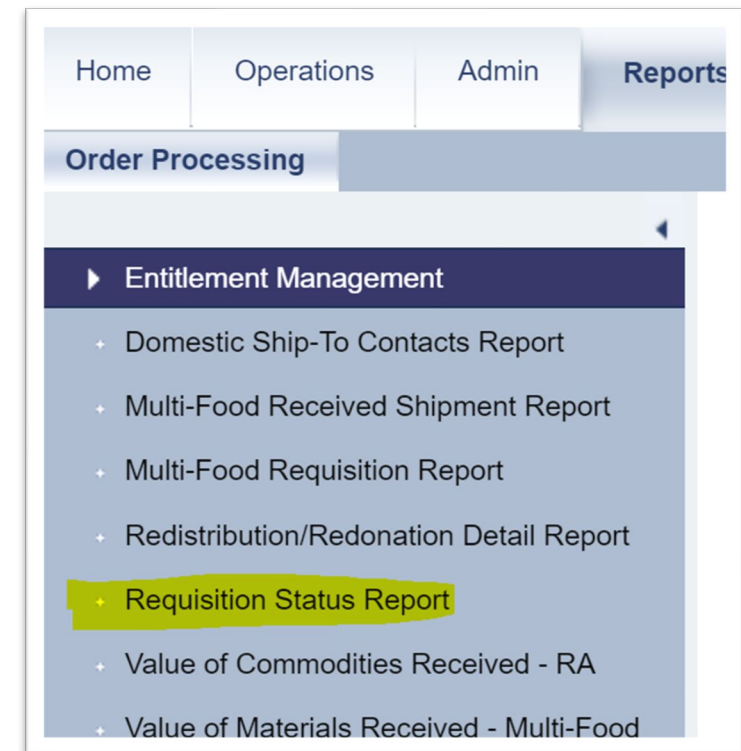 Home Operations Admin Reports
Order Processing
Entitlement Management
Domestic Ship-To Contacts Report
Multi-Food Received Shipment Report
Multi-Food Requisition Report
Redistribution/Redonation Detail Report
Requisition Status Report
Value of Commodities Received - RA
Value of Materials Received - Multi-Food